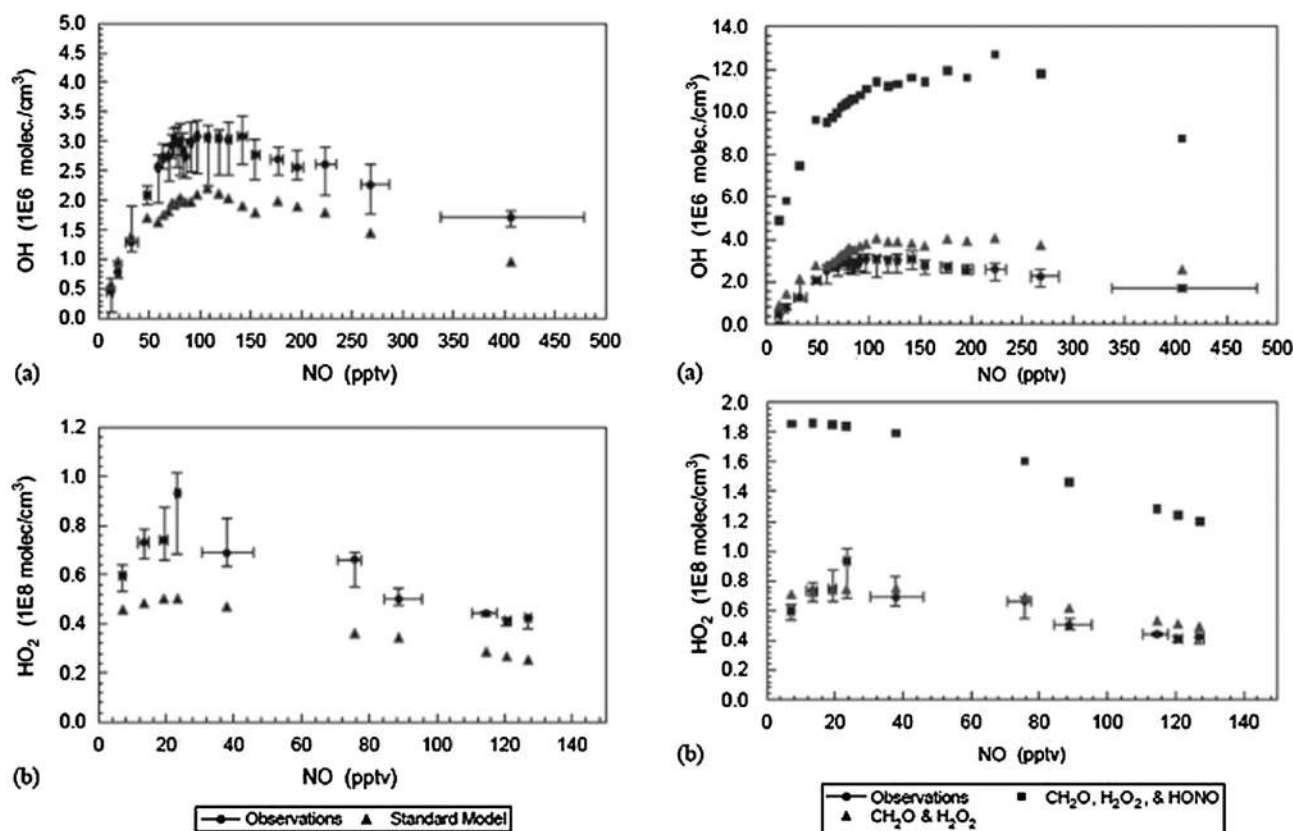 5.0
4.5
4.0
3.5
3.0
2.5
2.0
1.5
1.0
0.5
0.0
OH (1E6 molec./cm³)
0 50 100 150 200 250 300 350 400 450 500
(a) NO (pptv)
1.2
1.0
0.8
0.6
0.4
0.2
0.0
HO₂ (1E8 molec/cm³)
0 20 40 60 80 100 120 140
(b) NO (pptv)
Observations Standard Model
14.0
12.0
10.0
8.0
6.0
4.0
2.0
0.0
OH (1E6 molec./cm³)
0 50 100 150 200 250 300 350 400 450 500
(a) NO (pptv)
2.0
1.8
1.6
1.4
1.2
1.0
0.8
0.6
0.4
0.2
0.0
HO₂ (1E8 molec/cm³)
0 20 40 60 80 100 120 140
(b) NO (pptv)
Observations CH₂O, H₂O₂, & HONO
CH₂O & H₂O₂